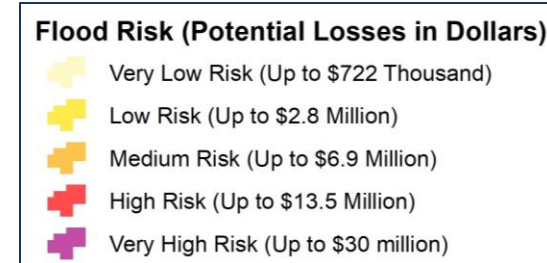 Flood Risk (Potential Losses in Dollars)
Very Low Risk (Up to $722 Thousand)
Low Risk (Up to $2.8 Million)
Medium Risk (Up to $6.9 Million)
High Risk (Up to $13.5 Million)
Very High Risk (Up to $30 million)